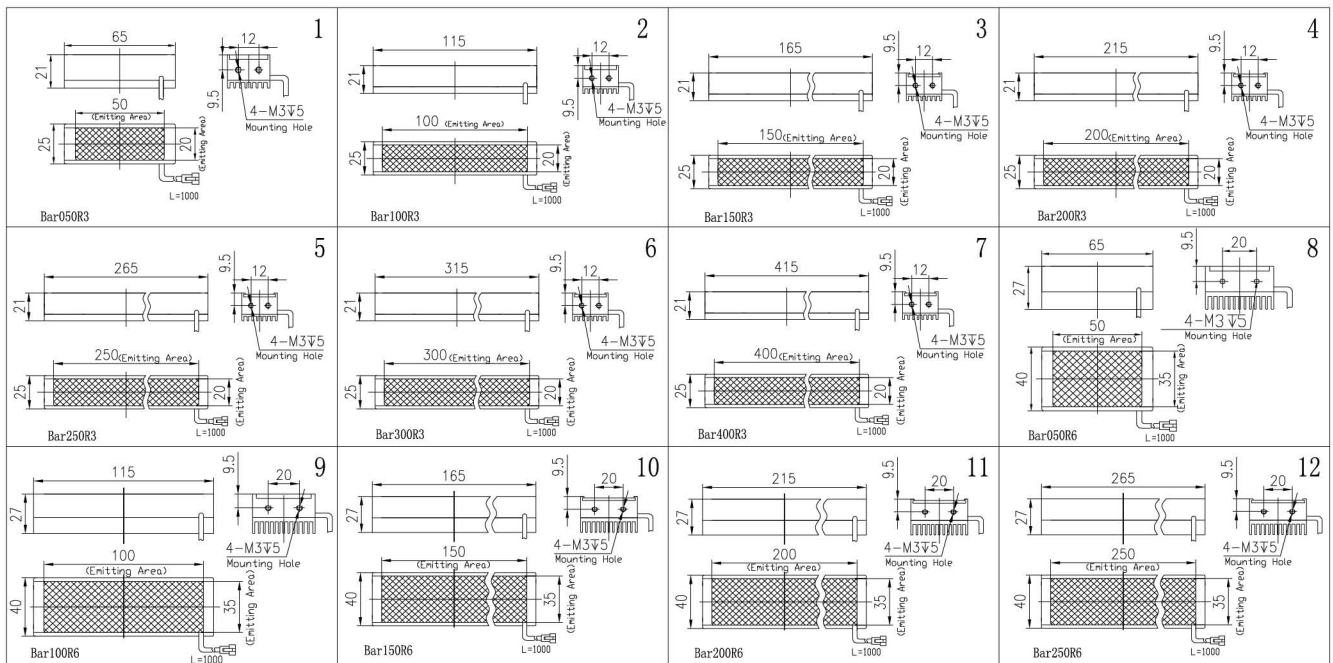 1
65
12
9.5
21
9.5
4-M3↧5
Mounting Hole
50
(Emitting Area)
25
20
(Emitting Area)
L=1000
Bar050R3
2
115
12
21
9.5
4-M3↧5
Mounting Hole
100 (Emitting Area)
25
20
(Emitting Area)
L=1000
Bar100R3
3
165
9.5
12
21
4-M3↧5
Mounting Hole
150(Emitting Area)
25
20
(Emitting Area)
L=1000
Bar150R3
4
215
9.5
12
21
4-M3↧5
Mounting Hole
200(Emitting Area)
25
20
(Emitting Area)
L=1000
Bar200R3
5
265
9.5
12
21
4-M3↧5
Mounting Hole
250(Emitting Area)
25
20
(Emitting Area)
L=1000
Bar250R3
6
315
9.5
12
21
4-M3↧5
Mounting Hole
300(Emitting Area)
25
20
(Emitting Area)
L=1000
Bar300R3
7
415
9.5
12
21
4-M3↧5
Mounting Hole
400(Emitting Area)
25
20
(Emitting Area)
L=1000
Bar400R3
8
65
9.5
20
27
4-M3↧5
Mounting Hole
50
(Emitting Area)
40
35
(Emitting Area)
L=1000
Bar050R6
9
115
9.5
20
27
4-M3↧5
Mounting Hole
100
(Emitting Area)
40
35
(Emitting Area)
L=1000
Bar100R6
10
165
9.5
20
27
4-M3↧5
Mounting Hole
150
(Emitting Area)
40
35
(Emitting Area)
L=1000
Bar150R6
11
215
9.5
20
27
4-M3↧5
Mounting Hole
200
(Emitting Area)
40
35
(Emitting Area)
L=1000
Bar200R6
12
265
9.5
20
27
4-M3↧5
Mounting Hole
250
(Emitting Area)
40
35
(Emitting Area)
L=1000
Bar250R6